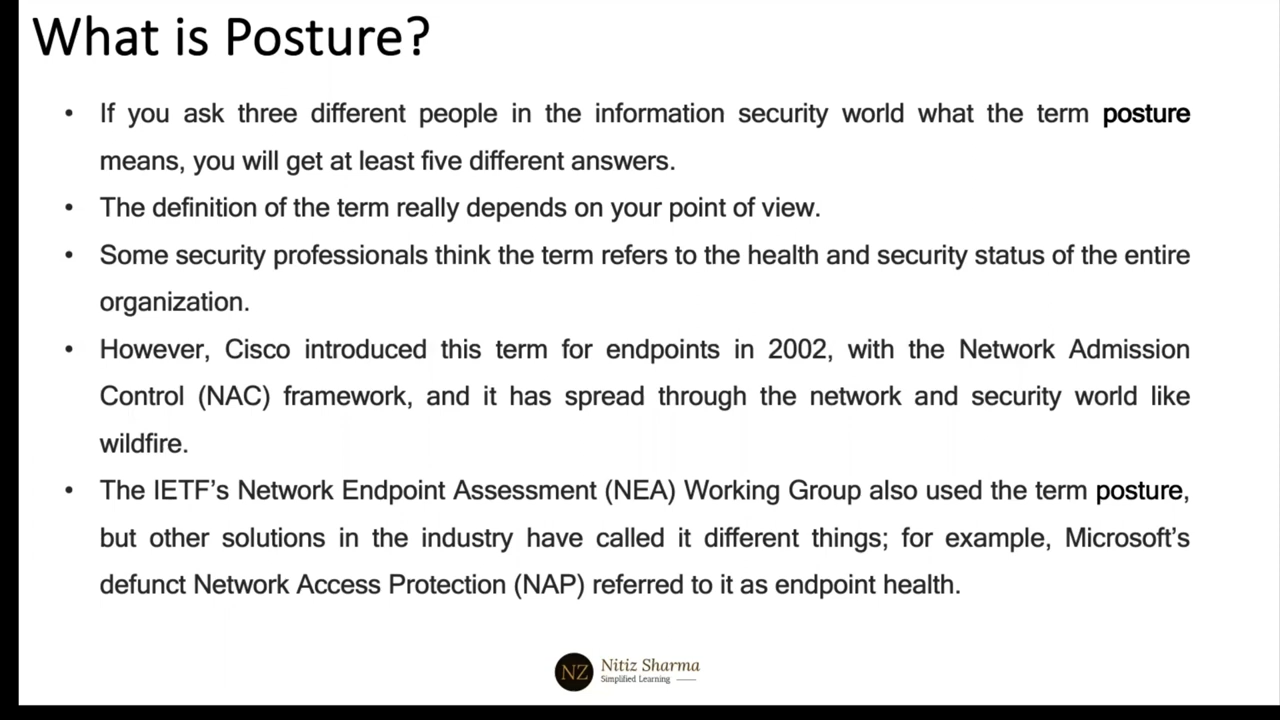 What is Posture?
• If you ask three different people in the information security world what the term posture
means, you will get at least five different answers.
• The definition of the term really depends on your point of view.
• Some security professionals think the term refers to the health and security status of the entire
organization.
• However, Cisco introduced this term for endpoints in 2002, with the Network Admission
Control (NAC) framework, and it has spread through the network and security world like
wildfire.
• The IETF’s Network Endpoint Assessment (NEA) Working Group also used the term posture,
but other solutions in the industry have called it different things; for example, Microsoft’s
defunct Network Access Protection (NAP) referred to it as endpoint health.
NZ
Nitiz Sharma
Simplified Learning